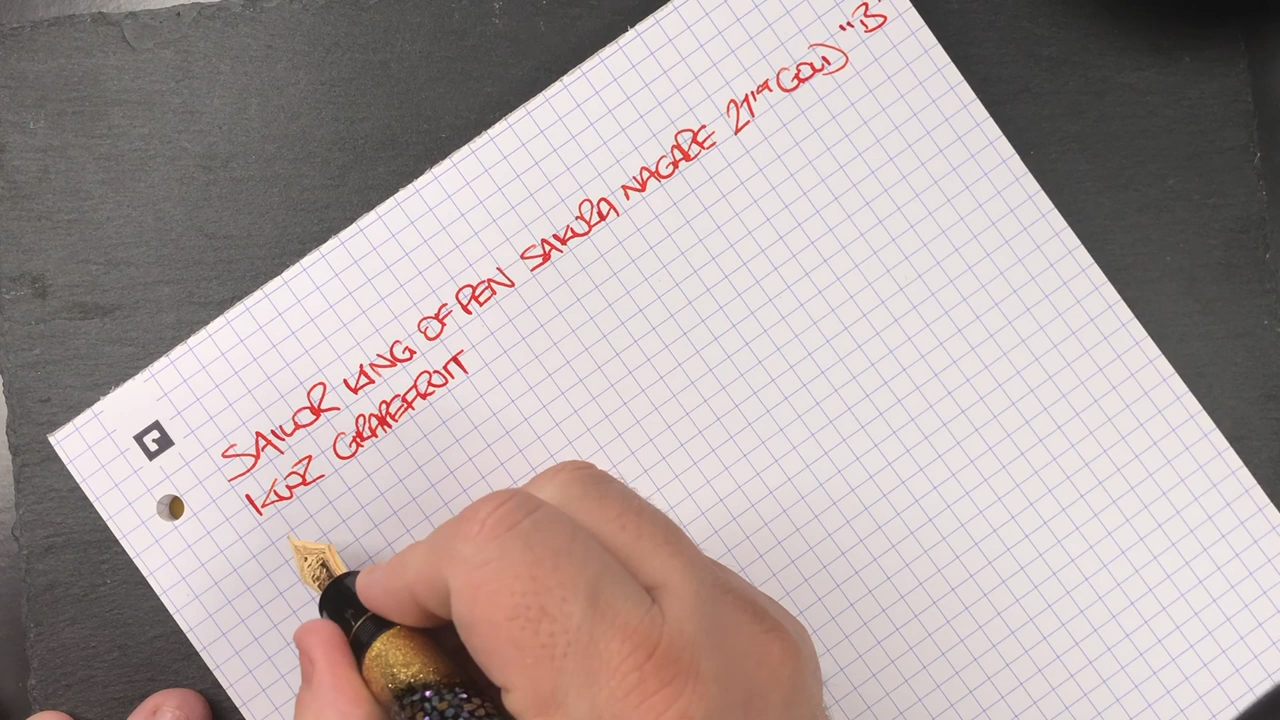 SAILOR KING OF PEN SAKURA NAGARE 21ct GOLD "B"
KWZ GRAPEFRUIT